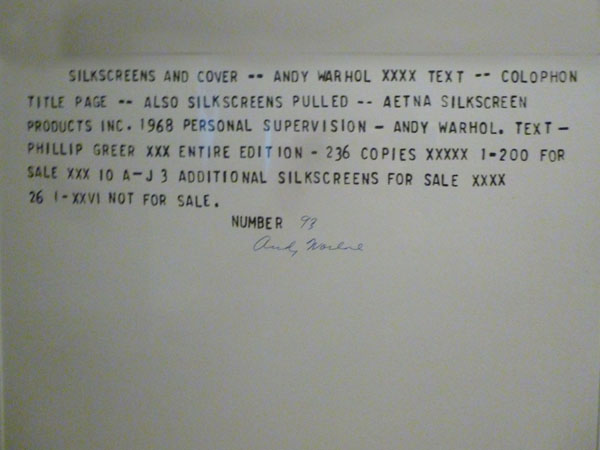 SILKSCREENS AND COVER -- ANDY WARHOL XXXX TEXT -- COLOPHON
TITLE PAGE -- ALSO SILKSCREENS PULLED -- AETNA SILKSCREEN
PRODUCTS INC. 1968 PERSONAL SUPERVISION - ANDY WARHOL. TEXT -
PHILLIP GREER XXX ENTIRE EDITION - 236 COPIES XXXXX 1-200 FOR
SALE XXX 10 A-J 3 ADDITIONAL SILKSCREENS FOR SALE XXXX
26 I-XXVI NOT FOR SALE.
NUMBER 93
Andy Warhol